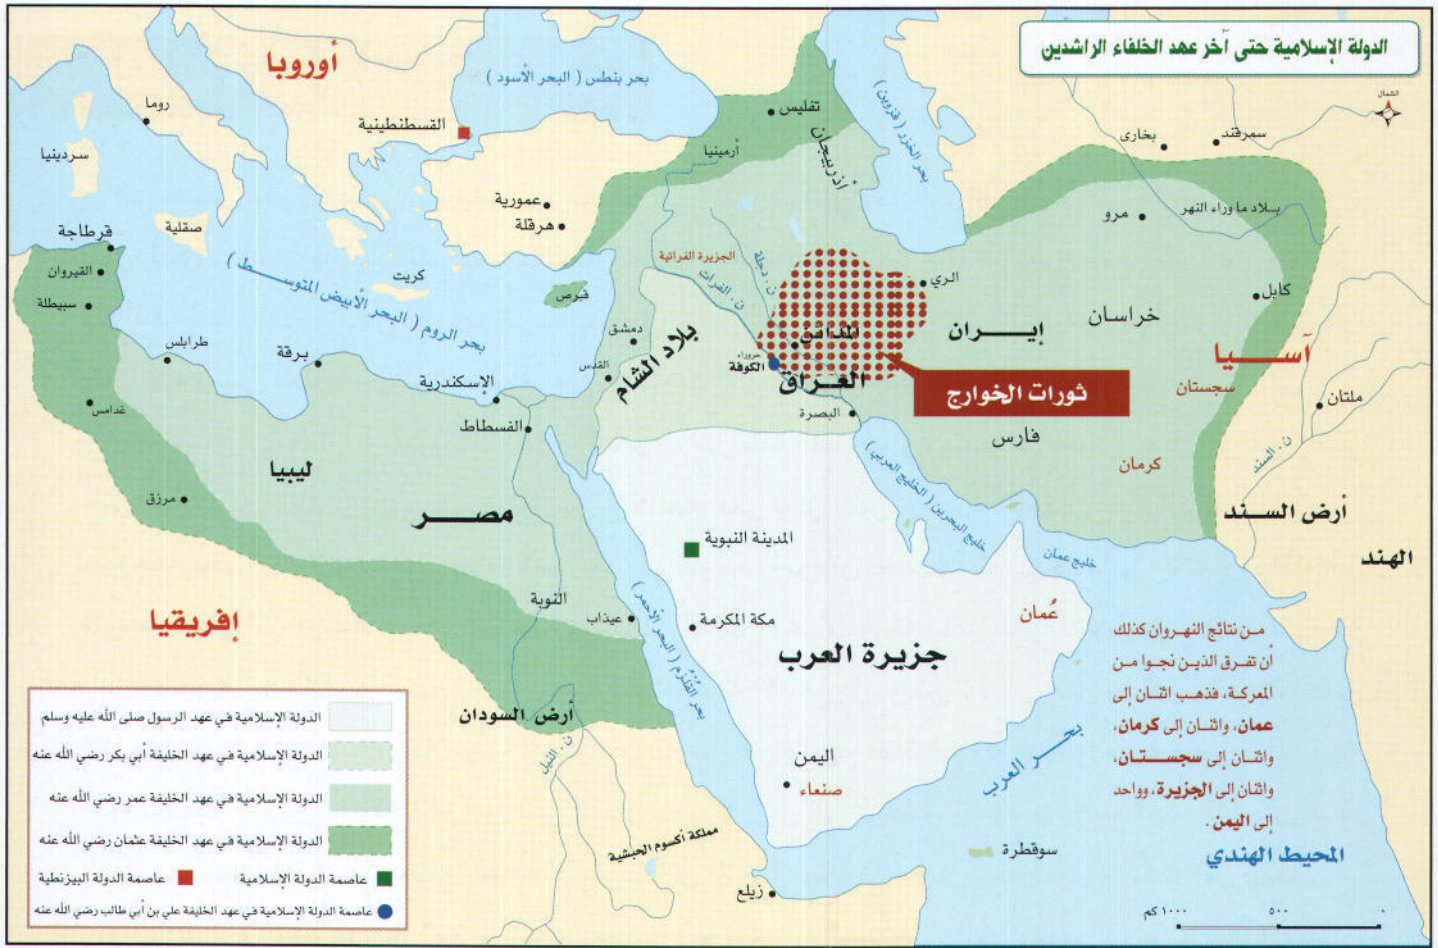 الدولة الإسلامية حتى آخر عهد الخلفاء الراشدين
الشمال
أوروبا
بحر بنطس ( البحر الأسود )
بحر الخزر ( قزوين )
روما
القسطنطينية
تفليس
سمرقند
بخارى
سردينيا
أرمينيا
أذربيجان
عمورية
هرقلة
مرو
بلاد ما وراء النهر
صقلية
قرطاجة
القيروان
سبيطلة
كريت
بحر الروم ( البحر الأبيض المتوسط )
قبرص
الجزيرة الفراتية
ن. دجلة
ن. الفرات
الري
كابل
خراسان
إيران
آسيا
المدائن
دمشق
بلاد الشام
القدس
حروراء
الكوفة
العراق
ثورات الخوارج
سجستان
ملتان
طرابلس
برقة
الإسكندرية
الفسطاط
غدامس
البصرة
فارس
كرمان
ن. السند
ليبيا
مرزق
مصر
خليج البحرين ( الخليج العربي )
أرض السند
الهند
المدينة النبوية
خليج عمان
النوبة
عيذاب
مكة المكرمة
عُمان
إفريقيا
جزيرة العرب
بحر القُلزُم ( البحر الأحمر )
أرض السودان
ن. النيل
اليمن
صنعاء
بحر العرب
مملكة أكسوم الحبشية
زيلع
سوقطرة
المحيط الهندي
من نتائج النهروان كذلك
أن تفرق الذين نجوا من
المعركة، فذهب اثنان إلى
عمان، واثنان إلى كرمان،
واثنان إلى سجستان،
واثنان إلى الجزيرة، وواحد
إلى اليمن.
الدولة الإسلامية في عهد الرسول صلى الله عليه وسلم
الدولة الإسلامية في عهد الخليفة أبي بكر رضي الله عنه
الدولة الإسلامية في عهد الخليفة عمر رضي الله عنه
الدولة الإسلامية في عهد الخليفة عثمان رضي الله عنه
عاصمة الدولة الإسلامية
عاصمة الدولة البيزنطية
عاصمة الدولة الإسلامية في عهد الخليفة علي بن أبي طالب رضي الله عنه
٠ ٥٠٠ ١٠٠٠ كم